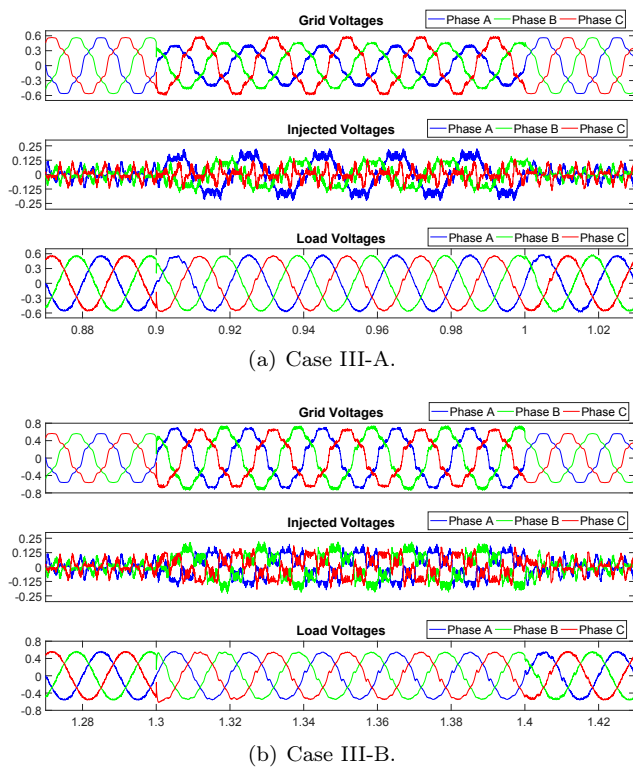 Grid Voltages
Phase A Phase B Phase C
0.6
0.3
0
-0.3
-0.6
Injected Voltages
Phase A Phase B Phase C
0.25
0.125
0
-0.125
-0.25
Load Voltages
Phase A Phase B Phase C
0.6
0.3
0
-0.3
-0.6
0.88 0.9 0.92 0.94 0.96 0.98 1 1.02
(a) Case III-A.
Grid Voltages
Phase A Phase B Phase C
0.8
0.4
0
-0.4
-0.8
Injected Voltages
Phase A Phase B Phase C
0.25
0.125
0
-0.125
-0.25
Load Voltages
Phase A Phase B Phase C
0.8
0.4
0
-0.4
-0.8
1.28 1.3 1.32 1.34 1.36 1.38 1.4 1.42
(b) Case III-B.